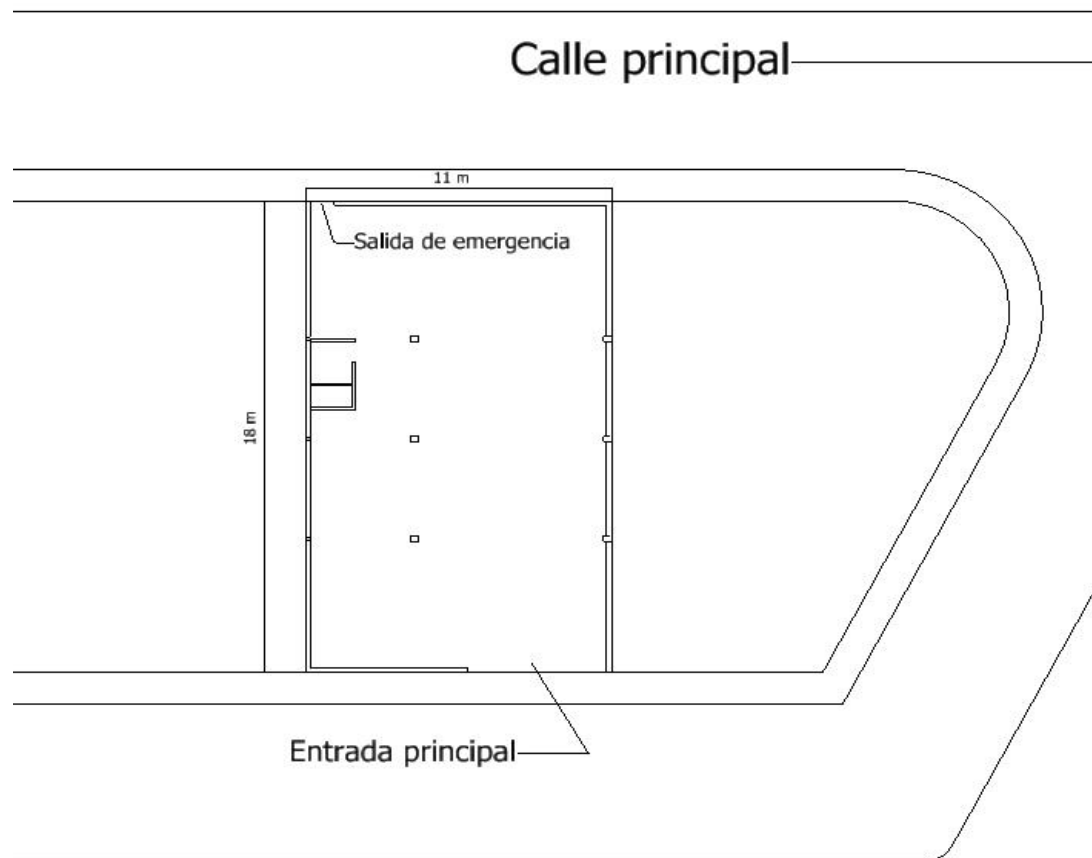 Calle principal
11 m
Salida de emergencia
18 m
Entrada principal